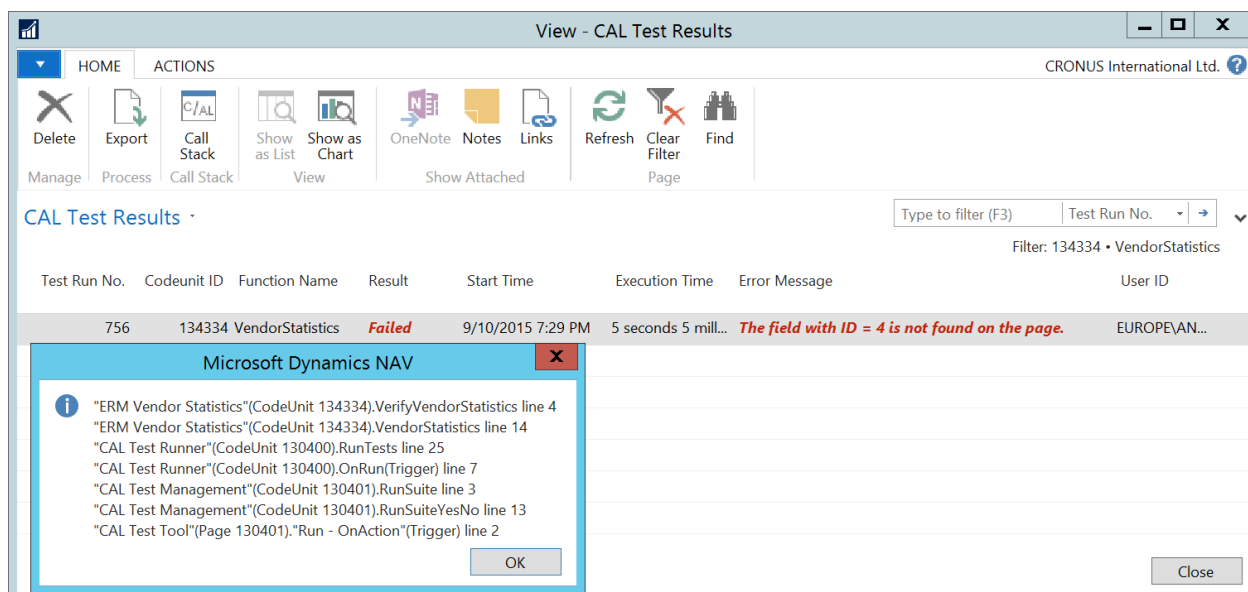 View - CAL Test Results
X
HOME ACTIONS
CRONUS International Ltd. ?
C/AL
N
Delete Export Call Stack Show as List Show as Chart OneNote Notes Links Refresh Clear Filter Find
Manage Process Call Stack View Show Attached Page
CAL Test Results
Type to filter (F3) Test Run No.
Filter: 134334 • VendorStatistics
Test Run No. Codeunit ID Function Name Result Start Time Execution Time Error Message User ID
756 134334 VendorStatistics Failed 9/10/2015 7:29 PM 5 seconds 5 mill... The field with ID = 4 is not found on the page. EUROPE\AN...
Microsoft Dynamics NAV X
i
"ERM Vendor Statistics"(CodeUnit 134334).VerifyVendorStatistics line 4
"ERM Vendor Statistics"(CodeUnit 134334).VendorStatistics line 14
"CAL Test Runner"(CodeUnit 130400).RunTests line 25
"CAL Test Runner"(CodeUnit 130400).OnRun(Trigger) line 7
"CAL Test Management"(CodeUnit 130401).RunSuite line 3
"CAL Test Management"(CodeUnit 130401).RunSuiteYesNo line 13
"CAL Test Tool"(Page 130401)."Run - OnAction"(Trigger) line 2
OK
Close